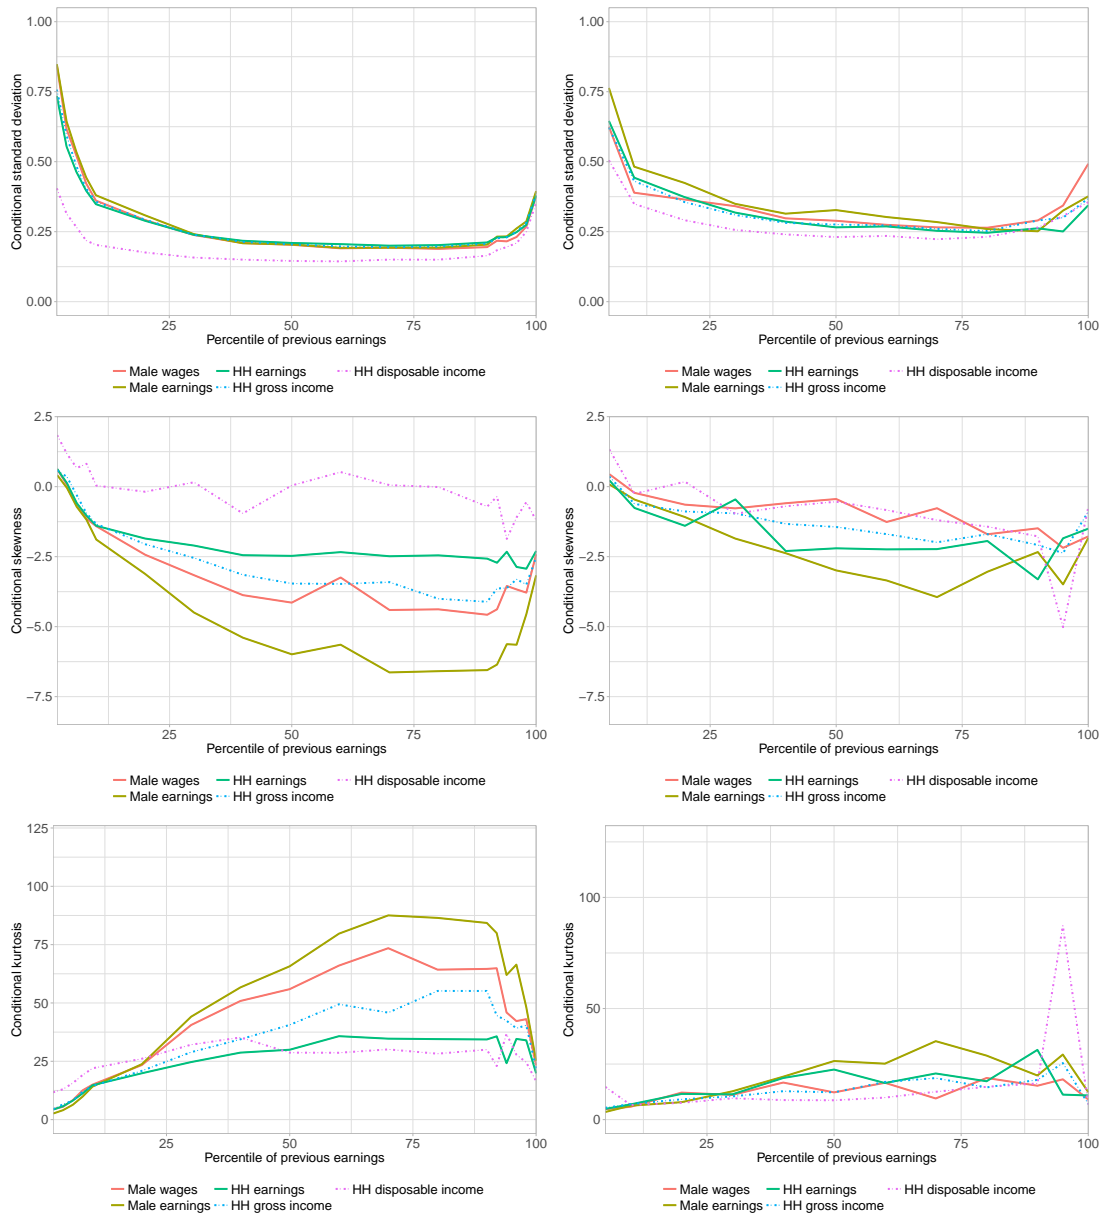 1.00
0.75
0.50
0.25
0.00
Conditional standard deviation
25 50 75 100
Percentile of previous earnings
Male wages HH earnings HH disposable income
Male earnings HH gross income
1.00
0.75
0.50
0.25
0.00
Conditional standard deviation
25 50 75 100
Percentile of previous earnings
Male wages HH earnings HH disposable income
Male earnings HH gross income
2.5
0.0
−2.5
−5.0
−7.5
Conditional skewness
25 50 75 100
Percentile of previous earnings
Male wages HH earnings HH disposable income
Male earnings HH gross income
2.5
0.0
−2.5
−5.0
−7.5
Conditional skewness
25 50 75 100
Percentile of previous earnings
Male wages HH earnings HH disposable income
Male earnings HH gross income
125
100
75
50
25
0
Conditional kurtosis
25 50 75 100
Percentile of previous earnings
Male wages HH earnings HH disposable income
Male earnings HH gross income
100
50
0
Conditional kurtosis
25 50 75 100
Percentile of previous earnings
Male wages HH earnings HH disposable income
Male earnings HH gross income